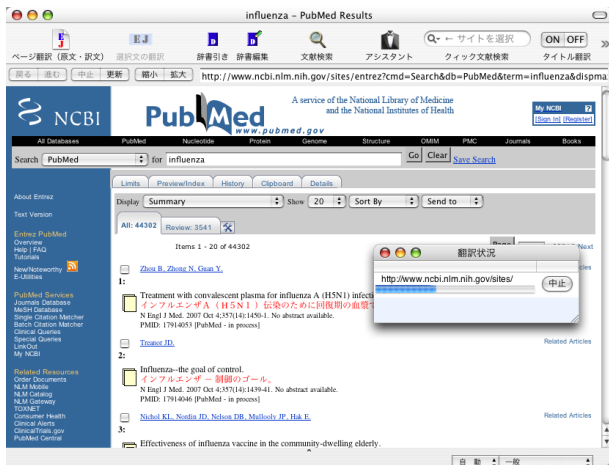 influenza – PubMed Results
ページ翻訳（原文・訳文）
選択文の翻訳
辞書引き
辞書編集
文献検索
アシスタント
← サイトを選択
クィック文献検索
ON OFF
タイトル翻訳
戻る 進む 中止 更新 縮小 拡大 http://www.ncbi.nlm.nih.gov/sites/entrez?cmd=Search&db=PubMed&term=influenza&dispma
NCBI
PubMed
www.pubmed.gov
A service of the National Library of Medicine
and the National Institutes of Health
My NCBI
[Sign In] [Register]
All Databases PubMed Nucleotide Protein Genome Structure OMIM PMC Journals Books
Search PubMed for influenza Go Clear Save Search
Limits Preview/Index History Clipboard Details
Display Summary Show 20 Sort By Send to
All: 44302 Review: 3541
Items 1 - 20 of 44302
Page
Next
About Entrez
Text Version
Entrez PubMed
Overview
Help | FAQ
Tutorials
New/Noteworthy
E-Utilities
PubMed Services
Journals Database
MeSH Database
Single Citation Matcher
Batch Citation Matcher
Clinical Queries
Special Queries
LinkOut
My NCBI
Related Resources
Order Documents
NLM Mobile
NLM Catalog
NLM Gateway
TOXNET
Consumer Health
Clinical Alerts
ClinicalTrials.gov
PubMed Central
Zhou B, Zhong N, Guan Y.
1:
Treatment with convalescent plasma for influenza A (H5N1)
インフルエンザA（H5N1）伝染のために回復期の血漿
N Engl J Med. 2007 Oct 4;357(14):1450-1. No abstract available.
PMID: 17914053 [PubMed - in process]
Treanor JD.
Related Articles
2:
Influenza--the goal of control.
インフルエンザ － 制御のゴール。
N Engl J Med. 2007 Oct 4;357(14):1439-41. No abstract available.
PMID: 17914046 [PubMed - in process]
Nichol KL, Nordin JD, Nelson DB, Mullooly JP, Hak E.
Related Articles
3:
Effectiveness of influenza vaccine in the community-dwelling elderly.
翻訳状況
http://www.ncbi.nlm.nih.gov/sites/
中止
自動 一般